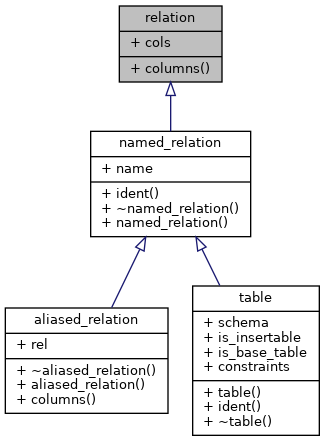 relation
+ cols
+ columns()
named_relation
+ name
+ ident()
+ ~named_relation()
+ named_relation()
aliased_relation
+ rel
+ ~aliased_relation()
+ aliased_relation()
+ columns()
table
+ schema
+ is_insertable
+ is_base_table
+ constraints
+ table()
+ ident()
+ ~table()